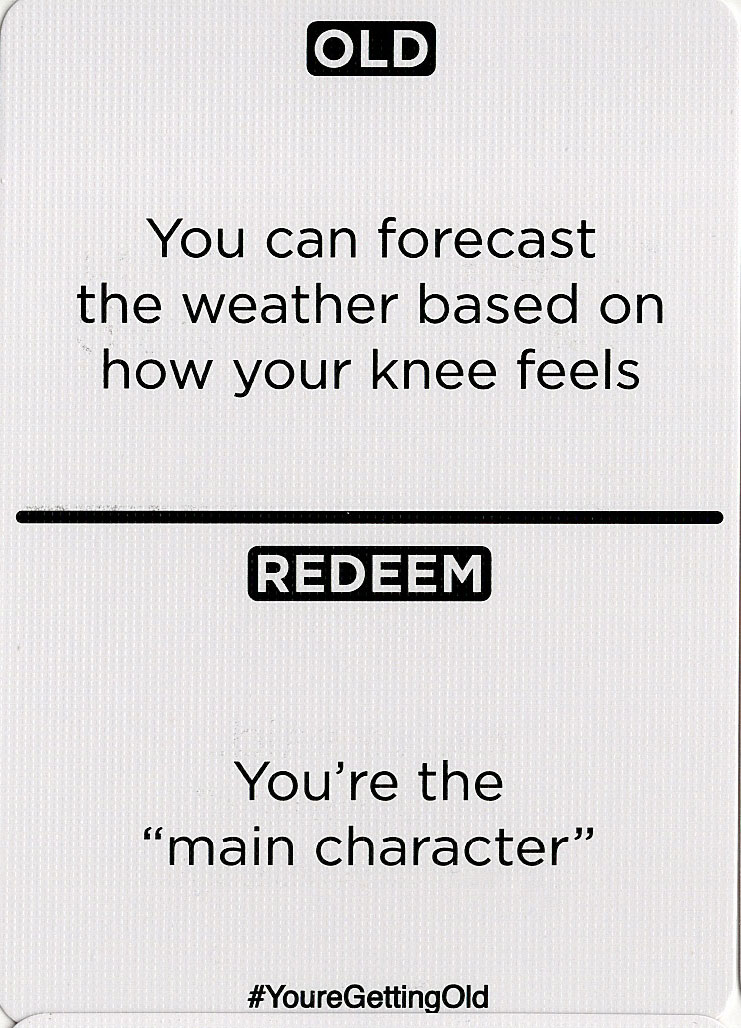 OLD
You can forecast
the weather based on
how your knee feels
REDEEM
You’re the
“main character”
#YoureGettingOld